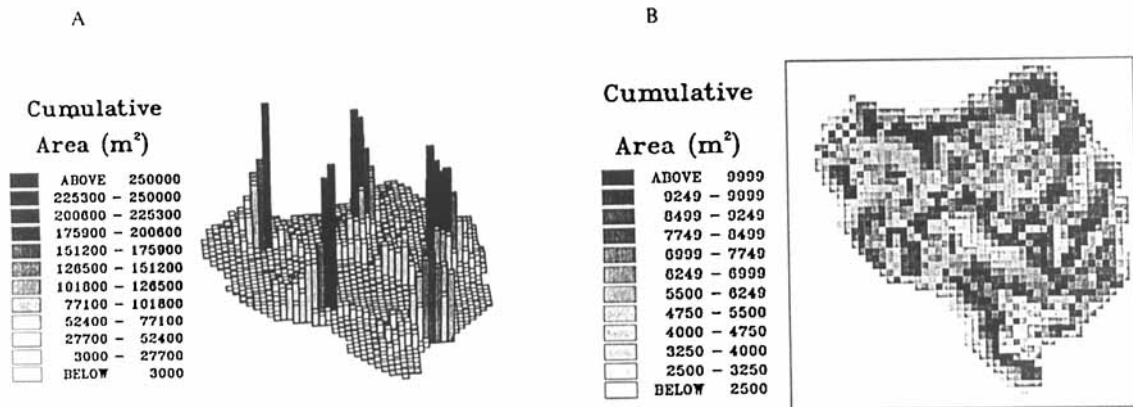 A
Cumulative
Area (m²)
ABOVE 250000
225300 - 250000
200600 - 225300
175900 - 200600
151200 - 175900
126500 - 151200
101800 - 126500
77100 - 101800
52400 - 77100
27700 - 52400
3000 - 27700
BELOW 3000
B
Cumulative
Area (m²)
ABOVE 9999
9249 - 9999
8499 - 9249
7749 - 8499
6999 - 7749
6249 - 6999
5500 - 6249
4750 - 5500
4000 - 4750
3250 - 4000
2500 - 3250
BELOW 2500